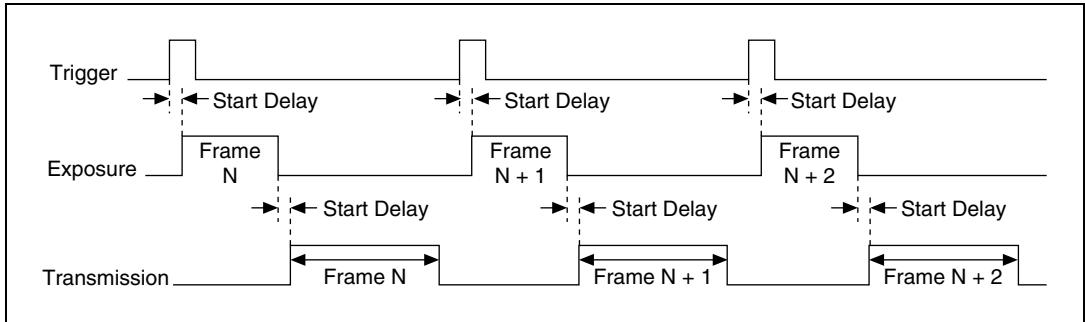 Trigger
Start Delay Start Delay Start Delay
Exposure
Frame N
Frame N + 1
Frame N + 2
Start Delay Start Delay Start Delay
Transmission
Frame N Frame N + 1 Frame N + 2